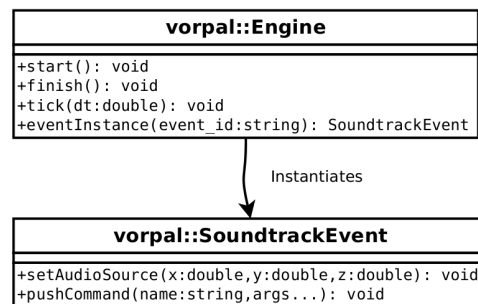 vorpal::Engine
+start(): void
+finish(): void
+tick(dt:double): void
+eventInstance(event_id:string): SoundtrackEvent
Instantiates
vorpal::SoundtrackEvent
+setAudioSource(x:double,y:double,z:double): void
+pushCommand(name:string,args...): void